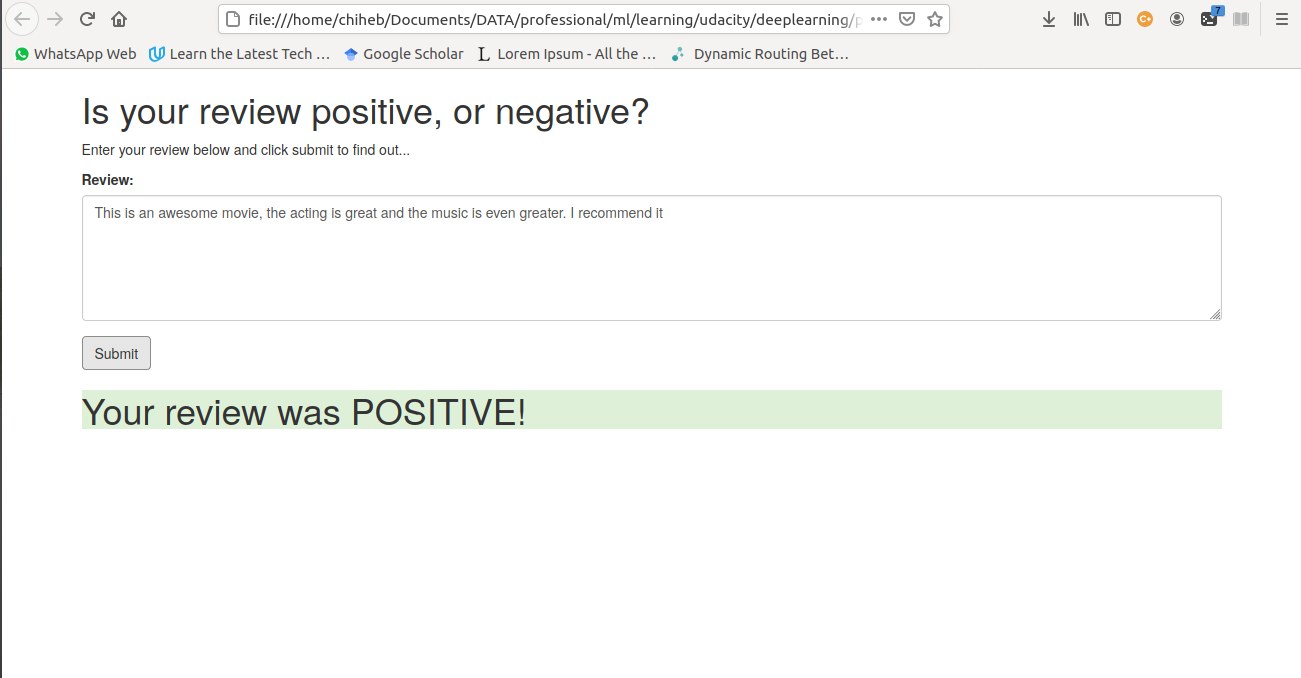 file:///home/chiheb/Documents/DATA/professional/ml/learning/udacity/deeplearning/p
7
WhatsApp Web Learn the Latest Tech … Google Scholar Lorem Ipsum - All the … Dynamic Routing Bet…
Is your review positive, or negative?
Enter your review below and click submit to find out...
Review:
This is an awesome movie, the acting is great and the music is even greater. I recommend it
Submit
Your review was POSITIVE!